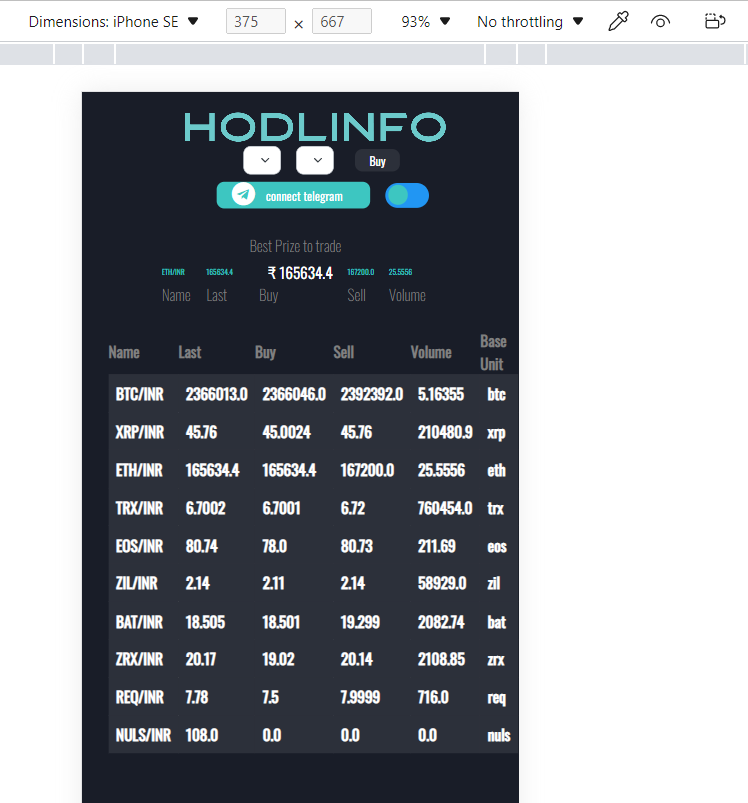 Dimensions: iPhone SE ▼ 375 × 667 93% ▼ No throttling ▼
HODLINFO
Buy
connect telegram
Best Prize to trade
ETH/INR 165634.4 ₹ 165634.4 167200.0 25.5556
Name Last Buy Sell Volume
Name Last Buy Sell Volume Base Unit
BTC/INR 2366013.0 2366046.0 2392392.0 5.16355 btc
XRP/INR 45.76 45.0024 45.76 210480.9 xrp
ETH/INR 165634.4 165634.4 167200.0 25.5556 eth
TRX/INR 6.7002 6.7001 6.72 760454.0 trx
EOS/INR 80.74 78.0 80.73 211.69 eos
ZIL/INR 2.14 2.11 2.14 58929.0 zil
BAT/INR 18.505 18.501 19.299 2082.74 bat
ZRX/INR 20.17 19.02 20.14 2108.85 zrx
REQ/INR 7.78 7.5 7.9999 716.0 req
NULS/INR 108.0 0.0 0.0 0.0 nuls